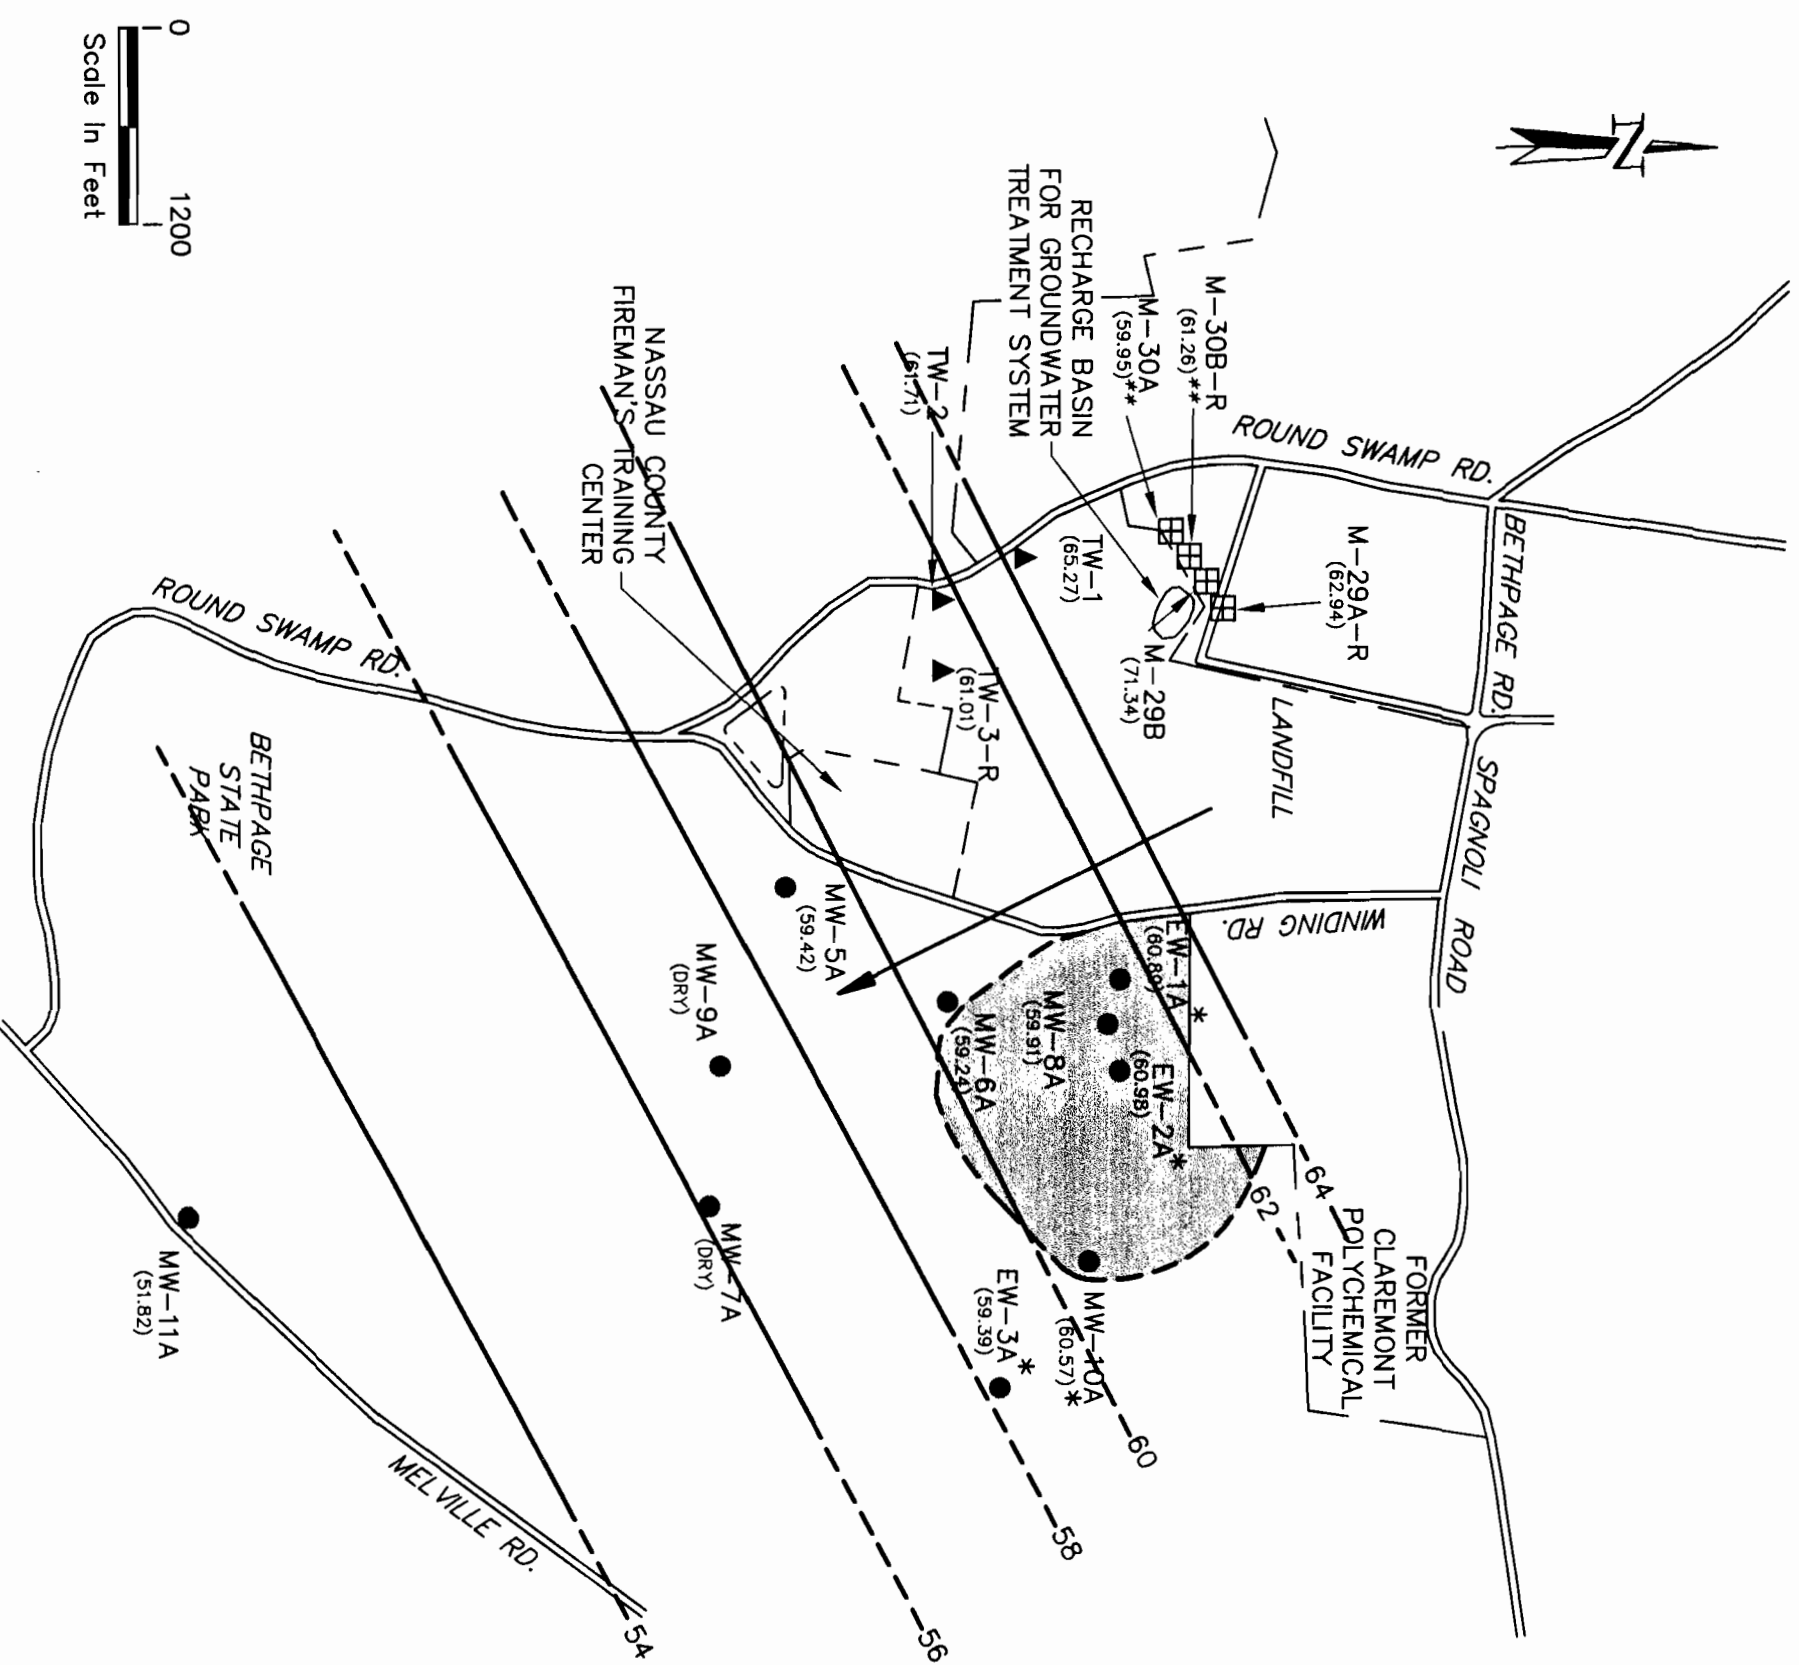 0
1200
Scale In Feet
N
RECHARGE BASIN
FOR GROUNDWATER
TREATMENT SYSTEM
M-30B-R
(61.26)**
M-30A
(59.95)**
ROUND SWAMP RD.
BETHPAGE RD.
M-29A-R
(62.94)
TW-1
(65.27)
TW-2
(61.71)
M-29B
(71.34)
TW-3-R
(61.01)
LANDFILL
SPAGNOLI ROAD
WINDING RD.
NASSAU COUNTY
FIREMAN'S TRAINING
CENTER
ROUND SWAMP RD.
BETHPAGE
STATE
PARK
MW-5A
(59.42)
MW-9A
(DRY)
EW-1A*
(60.89)
MW-8A
(59.91)
EW-2A*
(60.98)
MW-6A
(59.24)
MW-7A
(DRY)
MW-10A
(60.57)*
EW-3A*
(59.39)
MW-11A
(51.82)
FORMER
CLAREMONT
POLYCHEMICAL
FACILITY
MELVILLE RD.
64
62
60
58
56
54